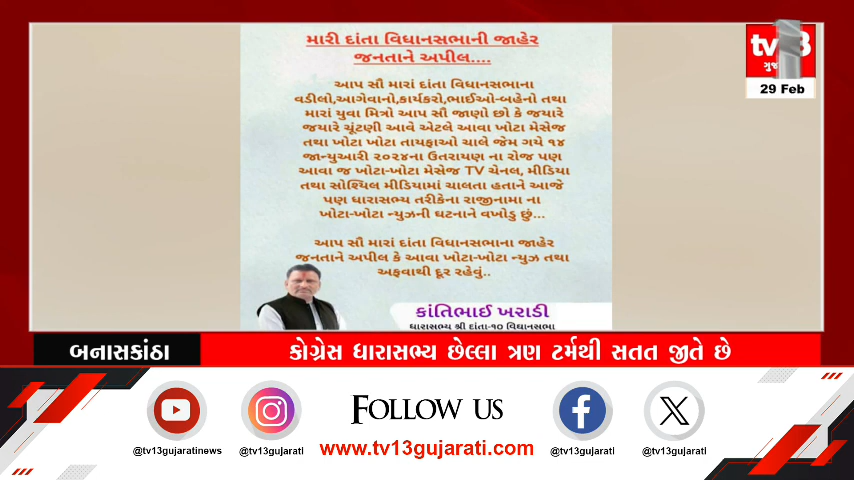 મારી દાંતા વિધાનસભાની જાહેર
જનતાને અપીલ....
આપ સૌ મારાં દાંતા વિધાનસભાના
વડીલો,આગેવાનો,કાર્યકરો,ભાઈઓ-બહેનો તથા
મારાં યુવા મિત્રો આપ સૌ જાણો છો કે જયારે
જયારે ચૂંટણી આવે એટલે આવા ખોટા મેસેજ
તથા ખોટા ખોટા તાયફાઓ ચાલે જેમ ગયે ૧૪
જાન્યુઆરી ૨૦૨૪ના ઉતરાયણ ના રોજ પણ
આવા જ ખોટા-ખોટા મેસેજ TV ચેનલ, મીડિયા
તથા સોશ્યિલ મીડિયામાં ચાલતા હતાને આજે
પણ ધારાસભ્ય તરીકેના રાજીનામા ના
ખોટા-ખોટા ન્યુઝની ઘટનાને વખોડુ છું...
આપ સૌ મારાં દાંતા વિધાનસભાના જાહેર
જનતાને અપીલ કે આવા ખોટા-ખોટા ન્યુઝ તથા
અફવાથી દૂર રહેવું..
કાંતિભાઈ ખરાડી
ધારાસભ્ય શ્રી દાંતા-૧૦ વિધાનસભા
29 Feb
બનાસકાંઠા
કોગ્રેસ ધારાસભ્ય છેલ્લા ત્રણ ટર્મથી સતત જીતે છે
FOLLOW US
www.tv13gujarati.com
@tv13gujaratinews
@tv13gujarati
@tv13gujarati
@tv13gujarati